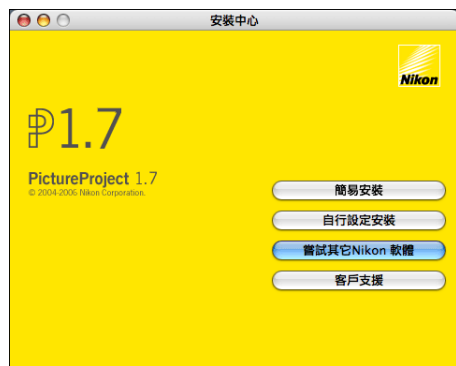 安裝中心
Nikon
P1.7
PictureProject 1.7
© 2004-2006 Nikon Corporation.
簡易安裝
自行設定安裝
嘗試其它Nikon 軟體
客戶支援